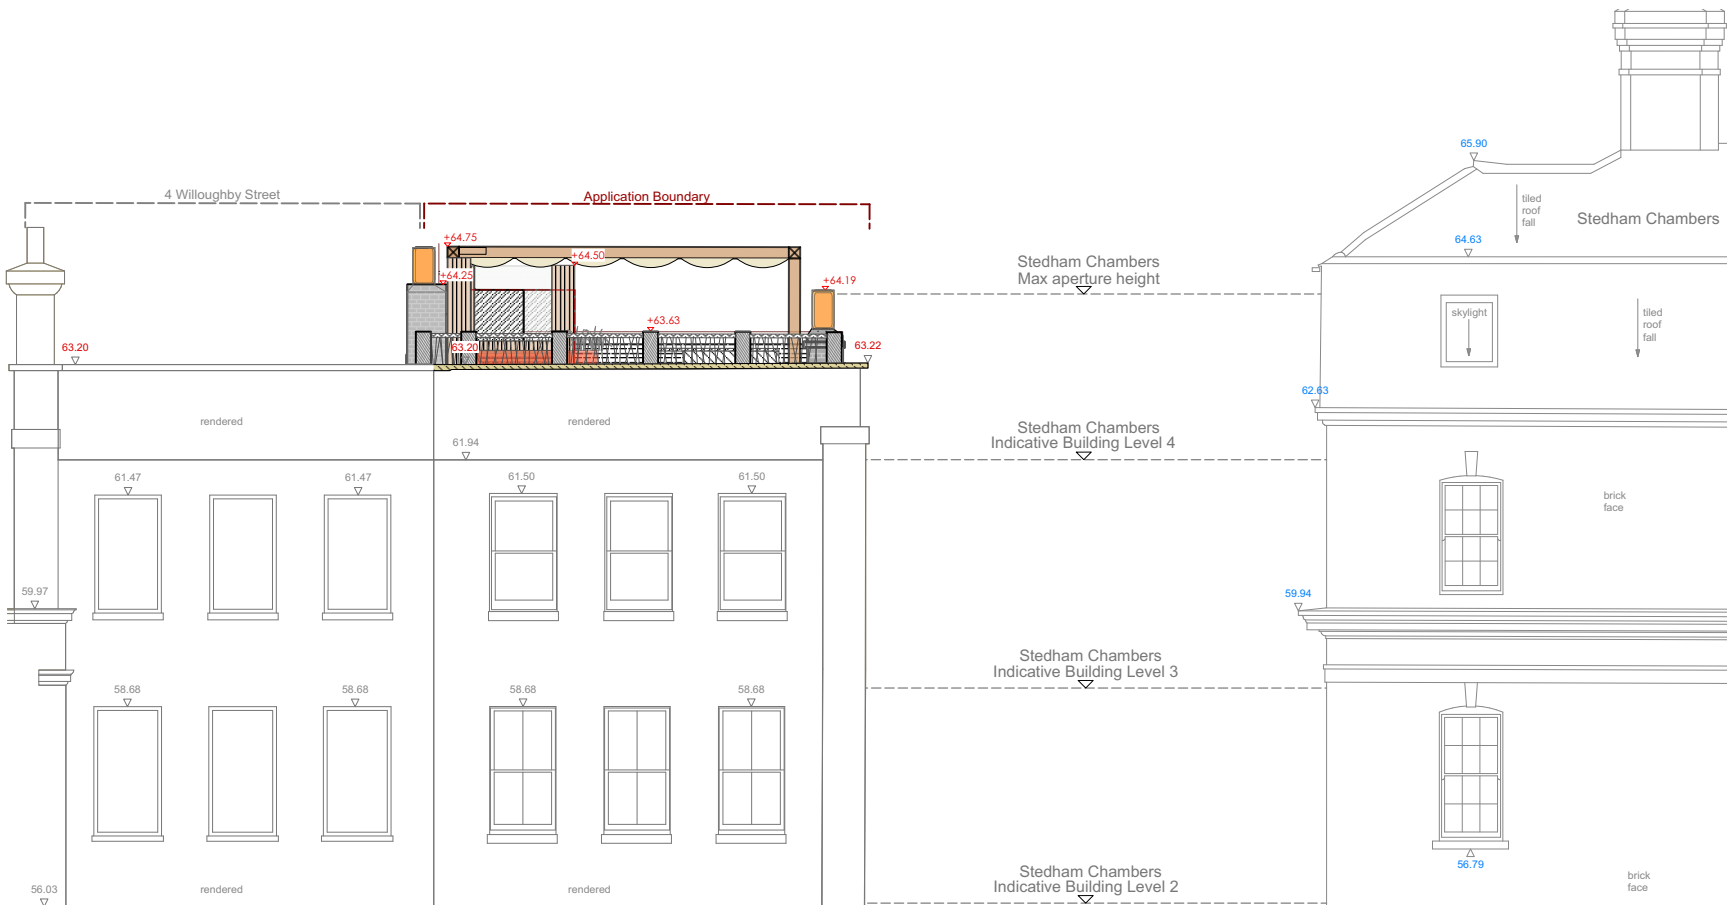 65.90
4 Willoughby Street
Application Boundary
tiled
roof
fall
Stedham Chambers
+64.75
+64.50
64.63
Stedham Chambers
Max aperture height
+64.25
+64.19
skylight
tiled
roof
fall
+63.63
63.20
63.20
63.22
62.63
rendered
rendered
Stedham Chambers
Indicative Building Level 4
61.94
61.47
61.47
61.50
61.50
brick
face
59.97
59.94
Stedham Chambers
Indicative Building Level 3
58.68
58.68
58.68
58.68
56.79
Stedham Chambers
Indicative Building Level 2
56.03
rendered
rendered
brick
face